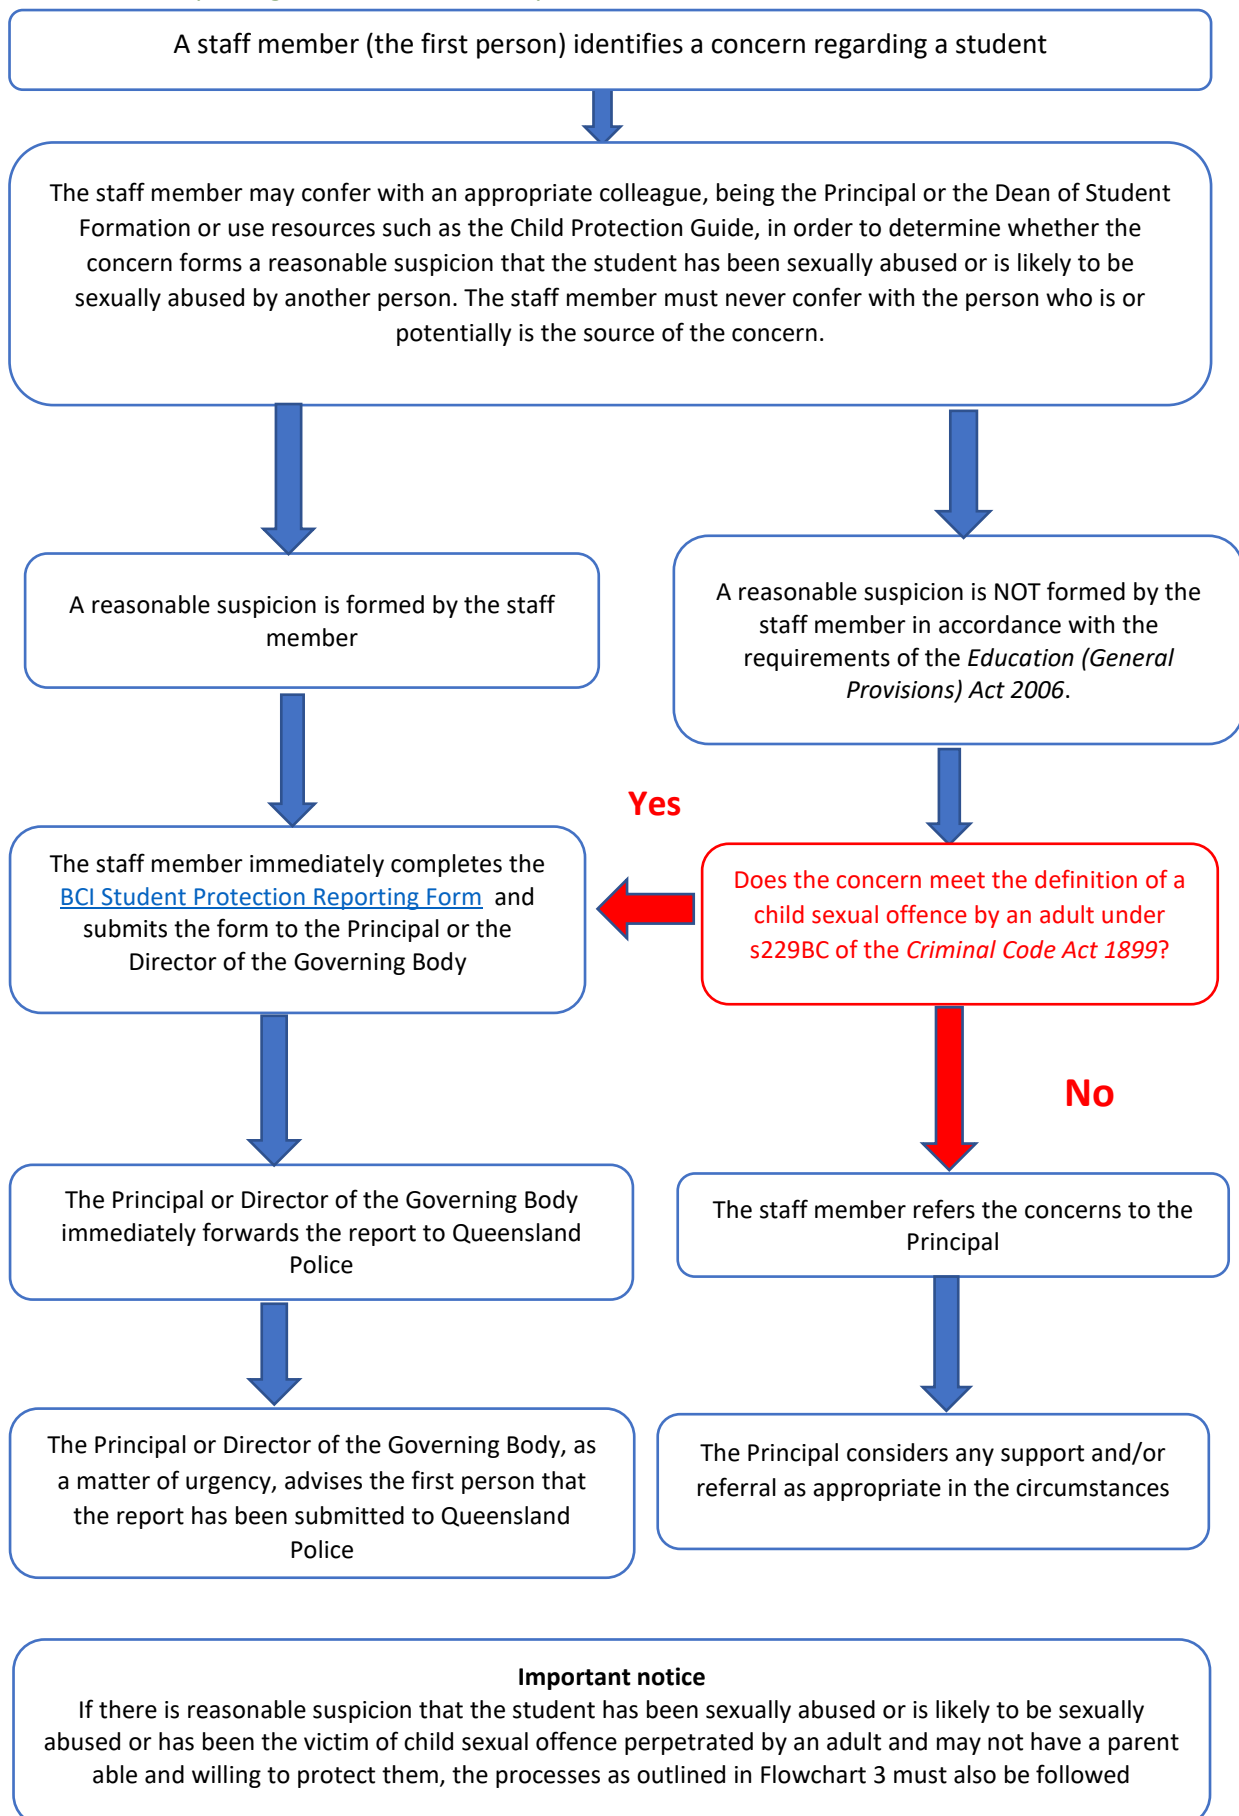 A staff member (the first person) identifies a concern regarding a student
The staff member may confer with an appropriate colleague, being the Principal or the Dean of Student
Formation or use resources such as the Child Protection Guide, in order to determine whether the
concern forms a reasonable suspicion that the student has been sexually abused or is likely to be
sexually abused by another person. The staff member must never confer with the person who is or
potentially is the source of the concern.
A reasonable suspicion is formed by the staff
member
A reasonable suspicion is NOT formed by the
staff member in accordance with the
requirements of the Education (General
Provisions) Act 2006.
Yes
The staff member immediately completes the
BCI Student Protection Reporting Form and
submits the form to the Principal or the
Director of the Governing Body
Does the concern meet the definition of a
child sexual offence by an adult under
s229BC of the Criminal Code Act 1899?
No
The Principal or Director of the Governing Body
immediately forwards the report to Queensland
Police
The staff member refers the concerns to the
Principal
The Principal or Director of the Governing Body, as
a matter of urgency, advises the first person that
the report has been submitted to Queensland
Police
The Principal considers any support and/or
referral as appropriate in the circumstances
Important notice
If there is reasonable suspicion that the student has been sexually abused or is likely to be sexually
abused or has been the victim of child sexual offence perpetrated by an adult and may not have a parent
able and willing to protect them, the processes as outlined in Flowchart 3 must also be followed